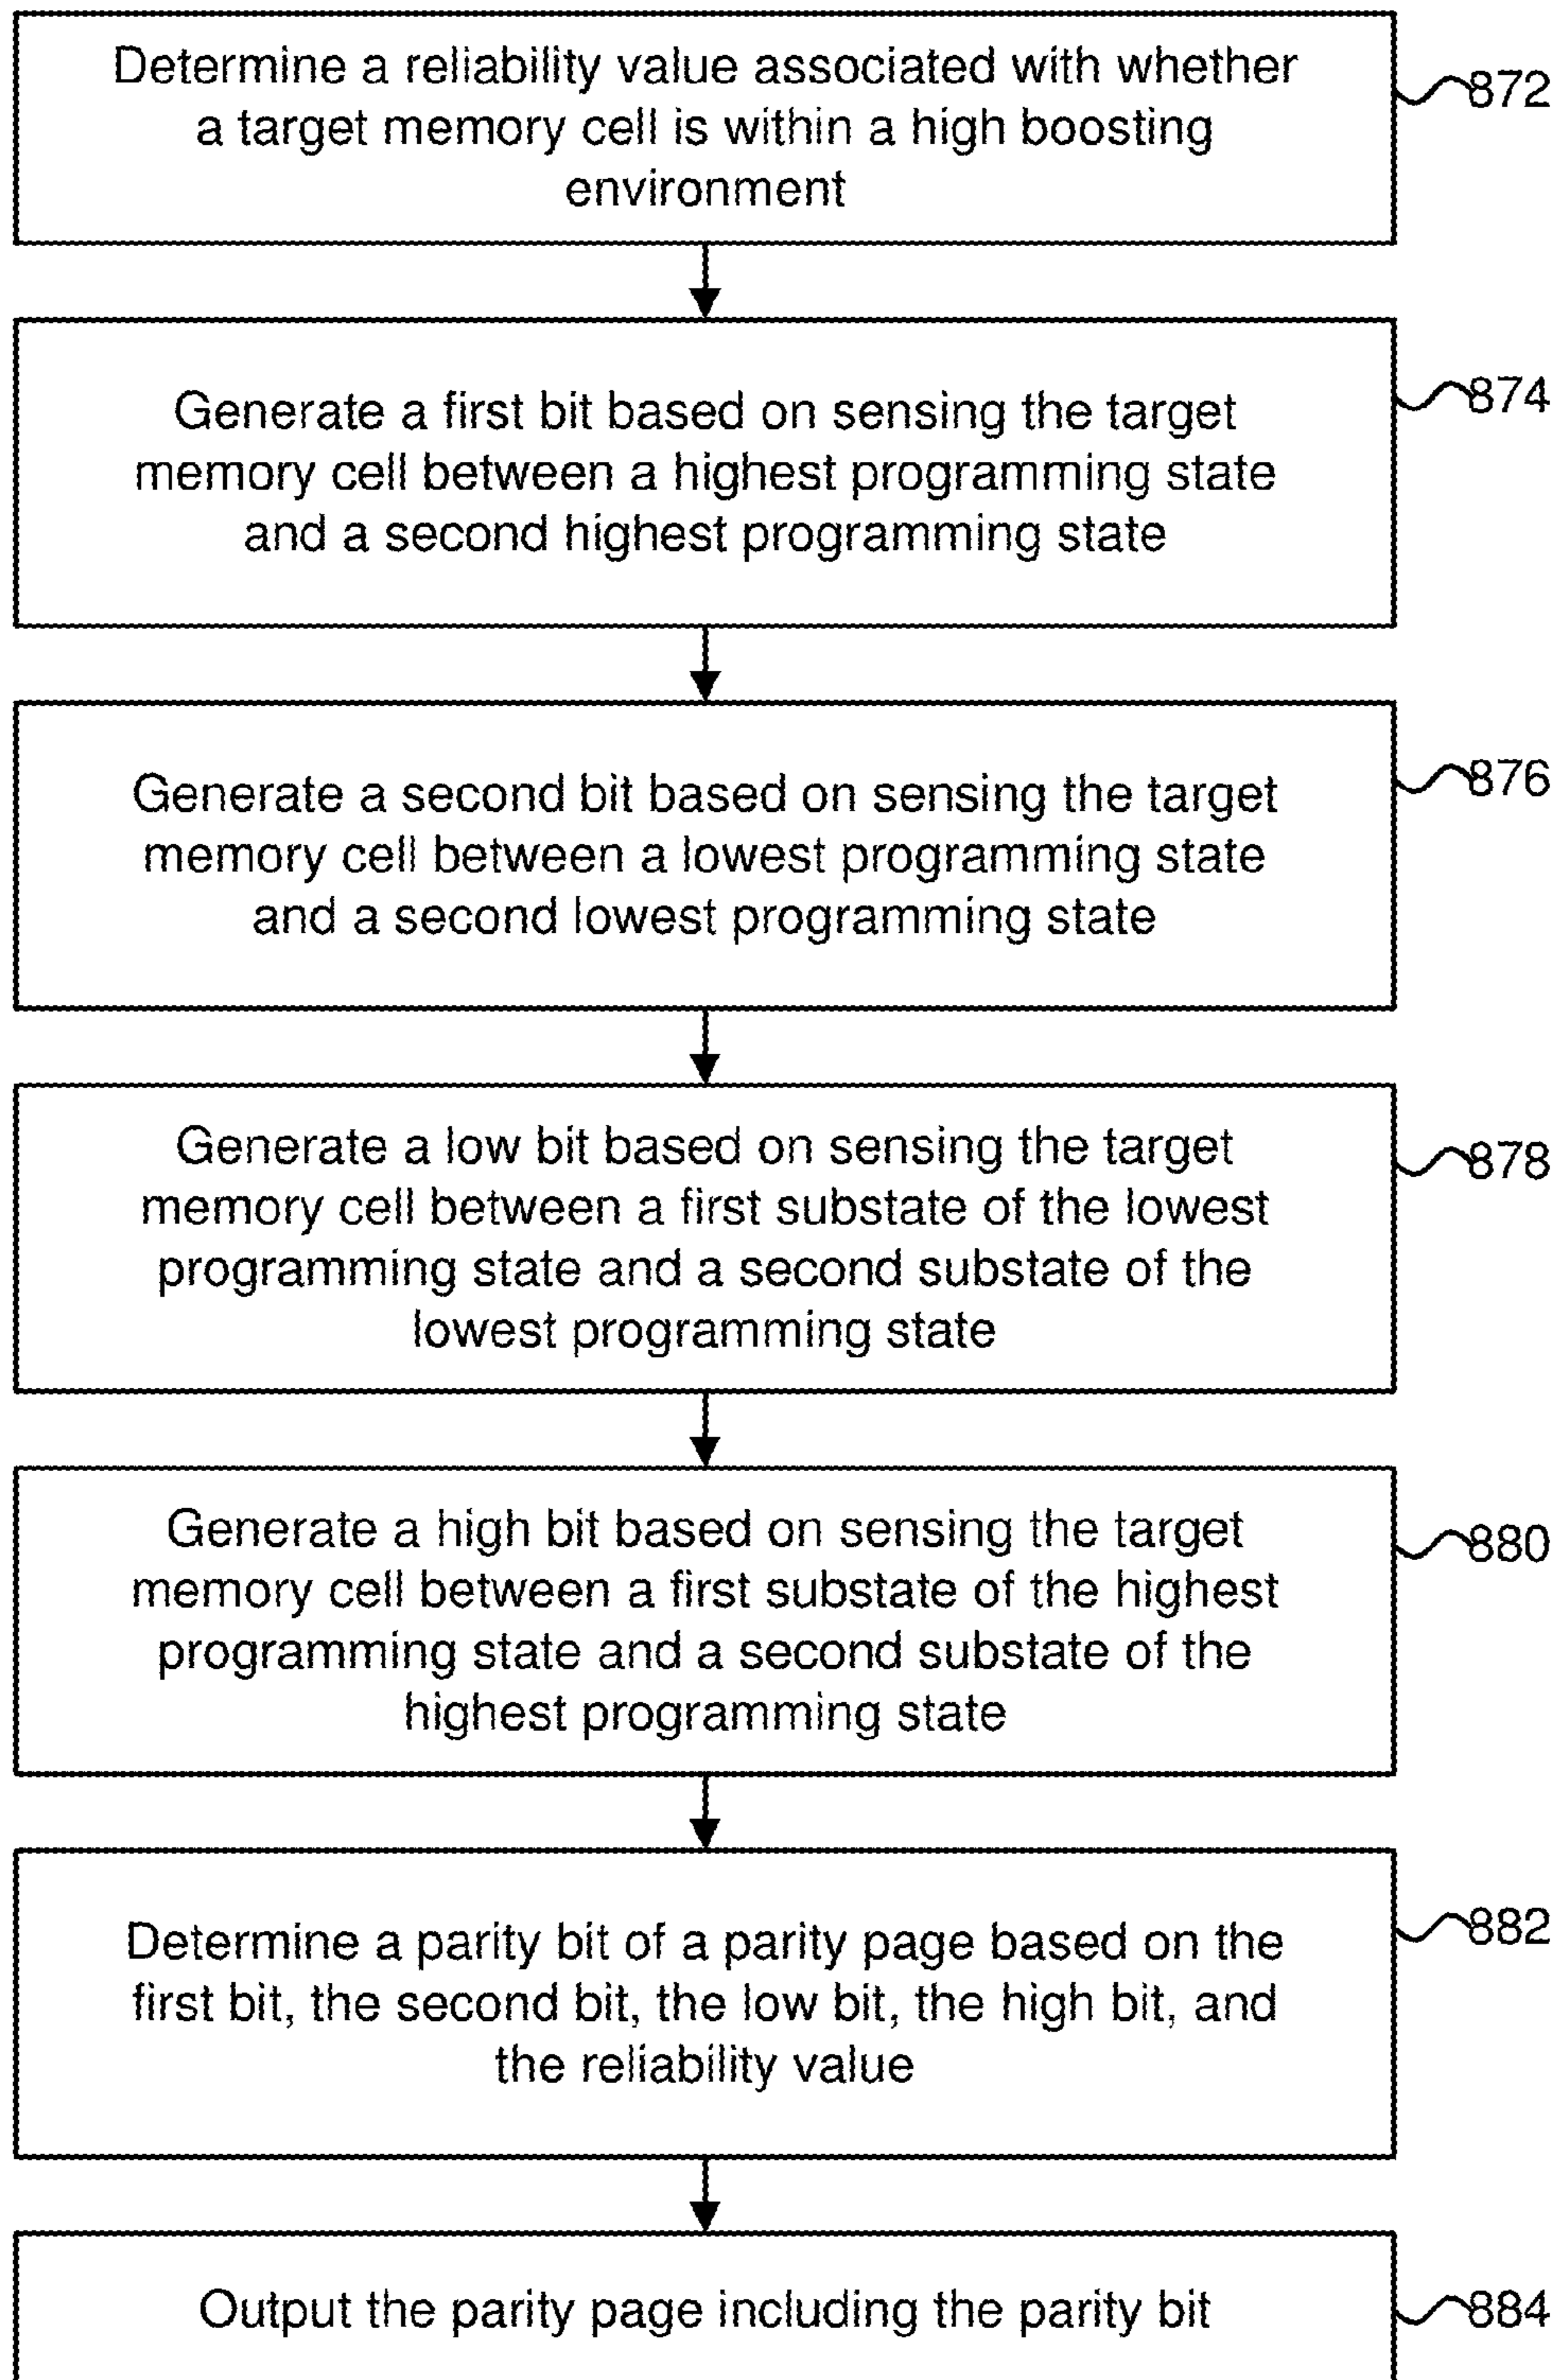 Determine a reliability value associated with whether
a target memory cell is within a high boosting
environment
872
Generate a first bit based on sensing the target
memory cell between a highest programming state
and a second highest programming state
874
Generate a second bit based on sensing the target
memory cell between a lowest programming state
and a second lowest programming state
876
Generate a low bit based on sensing the target
memory cell between a first substate of the lowest
programming state and a second substate of the
lowest programming state
878
Generate a high bit based on sensing the target
memory cell between a first substate of the highest
programming state and a second substate of the
highest programming state
880
Determine a parity bit of a parity page based on the
first bit, the second bit, the low bit, the high bit, and
the reliability value
882
Output the parity page including the parity bit
884